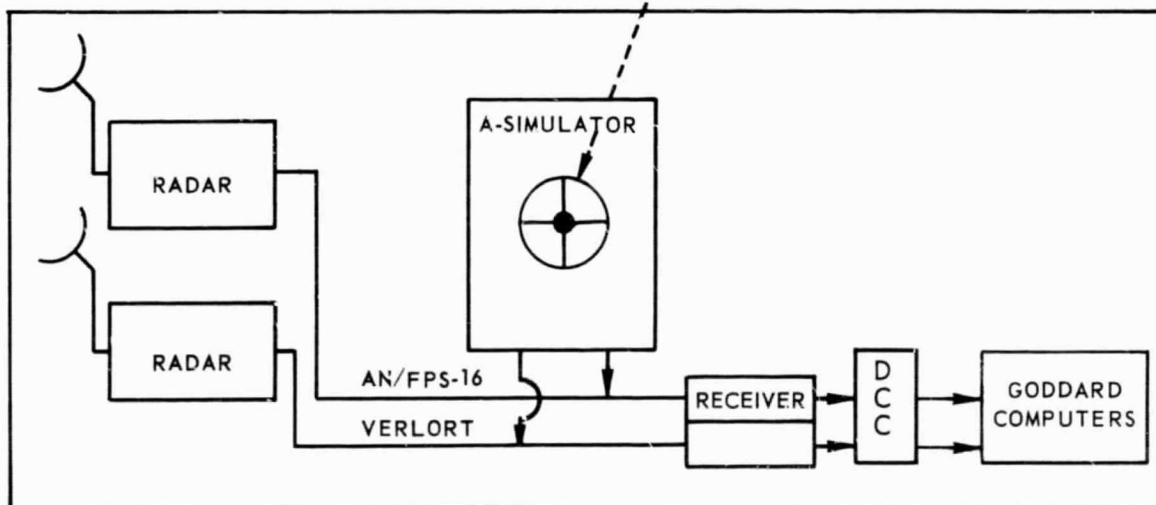 A-SIMULATOR
RADAR
RADAR
AN/FPS-16
VERLORT
RECEIVER
D
C
C
GODDARD
COMPUTERS